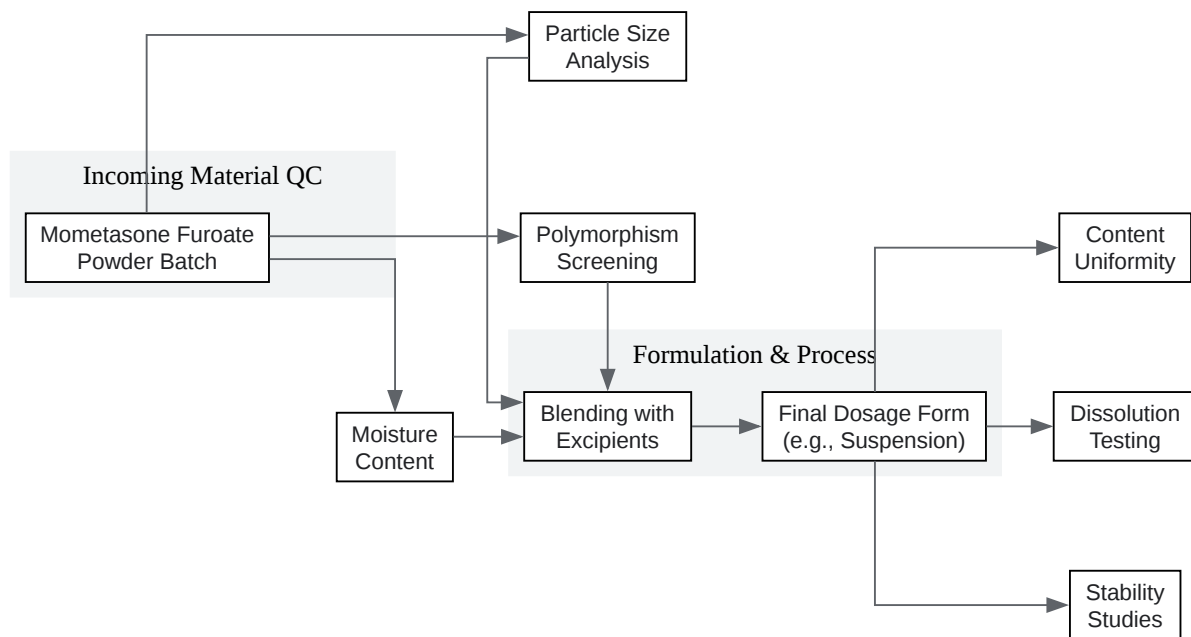 Particle Size
Analysis
Incoming Material QC
Mometasone Furoate
Powder Batch
Polymorphism
Screening
Content
Uniformity
Formulation & Process
Moisture
Content
Blending with
Excipients
Final Dosage Form
(e.g., Suspension)
Dissolution
Testing
Stability
Studies